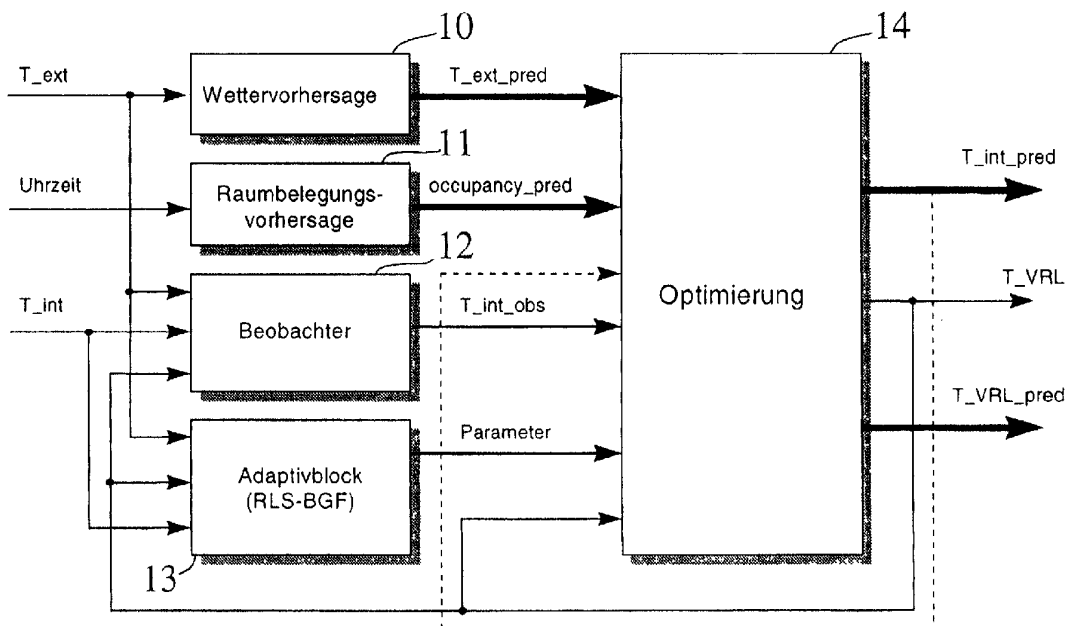 10
14
T_ext
Wettervorhersage
T_ext_pred
11
Uhrzeit
Raumbelegungs-
vorhersage
occupancy_pred
T_int_pred
12
T_int
Beobachter
T_int_obs
Optimierung
T_VRL
T_VRL_pred
Parameter
Adaptivblock
(RLS-BGF)
13